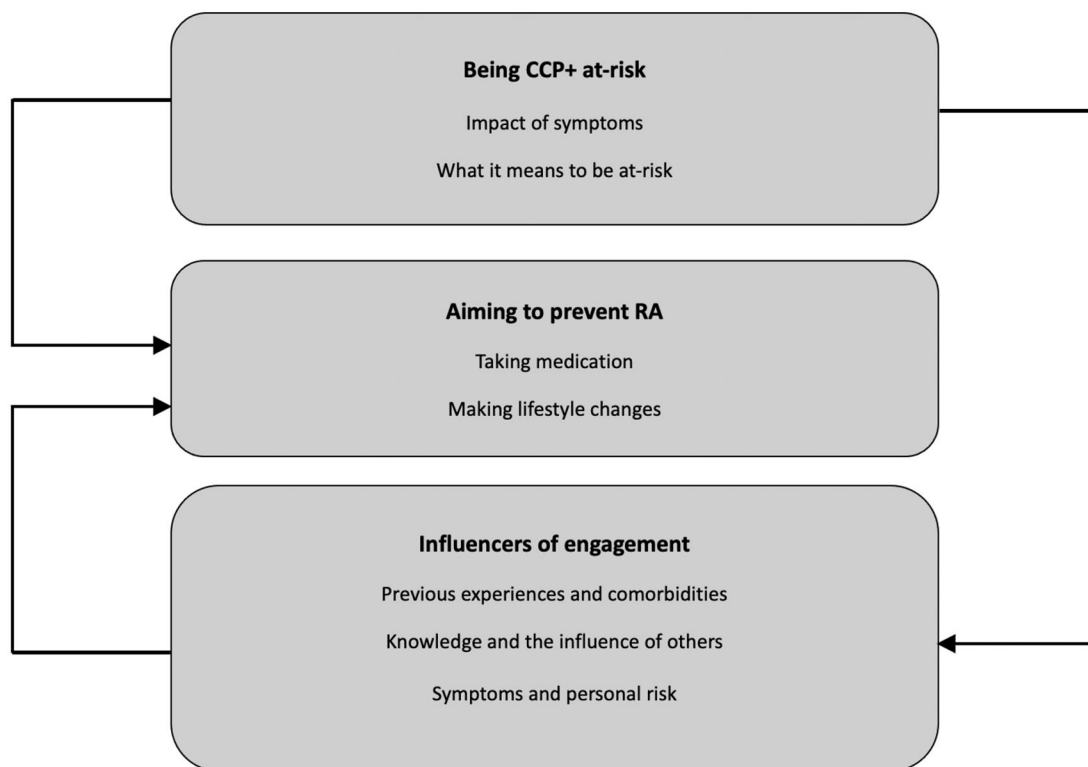 Being CCP+ at-risk
Impact of symptoms
What it means to be at-risk
Aiming to prevent RA
Taking medication
Making lifestyle changes
Influencers of engagement
Previous experiences and comorbidities
Knowledge and the influence of others
Symptoms and personal risk